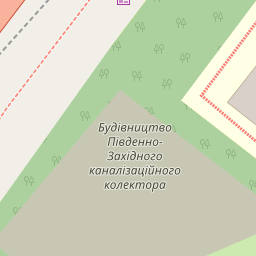 Будівництво
Південно-
Західного
каналізаційного
колектора